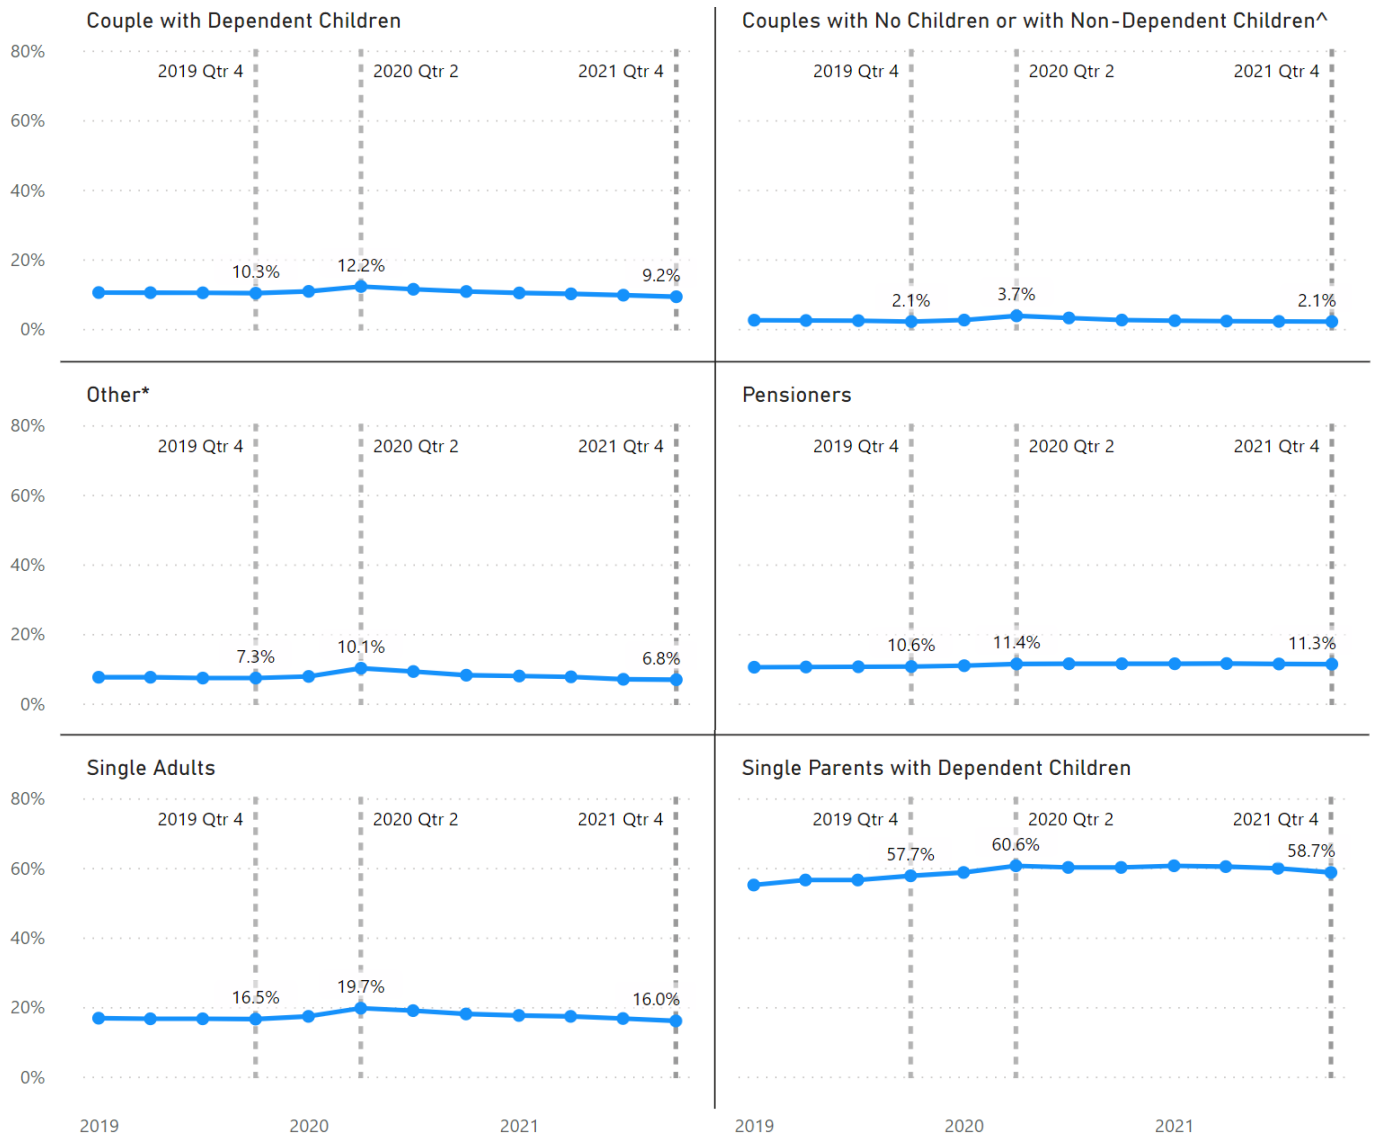 Couple with Dependent Children
80%
2019 Qtr 4 2020 Qtr 2 2021 Qtr 4
60%
40%
20%
10.3% 12.2% 9.2%
0%
Couples with No Children or with Non-Dependent Children^
2019 Qtr 4 2020 Qtr 2 2021 Qtr 4
2.1% 3.7% 2.1%
Other*
80%
2019 Qtr 4 2020 Qtr 2 2021 Qtr 4
60%
40%
20%
7.3% 10.1% 6.8%
0%
Pensioners
2019 Qtr 4 2020 Qtr 2 2021 Qtr 4
10.6% 11.4% 11.3%
Single Adults
80%
2019 Qtr 4 2020 Qtr 2 2021 Qtr 4
60%
40%
20%
16.5% 19.7% 16.0%
0%
2019 2020 2021
Single Parents with Dependent Children
2019 Qtr 4 2020 Qtr 2 2021 Qtr 4
57.7% 60.6% 58.7%
2019 2020 2021